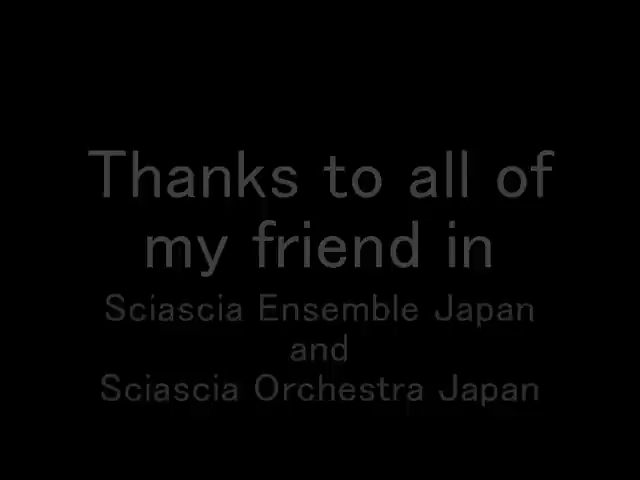 Thanks to all of
my friend in
Sciascia Ensemble Japan
and
Sciascia Orchestra Japan